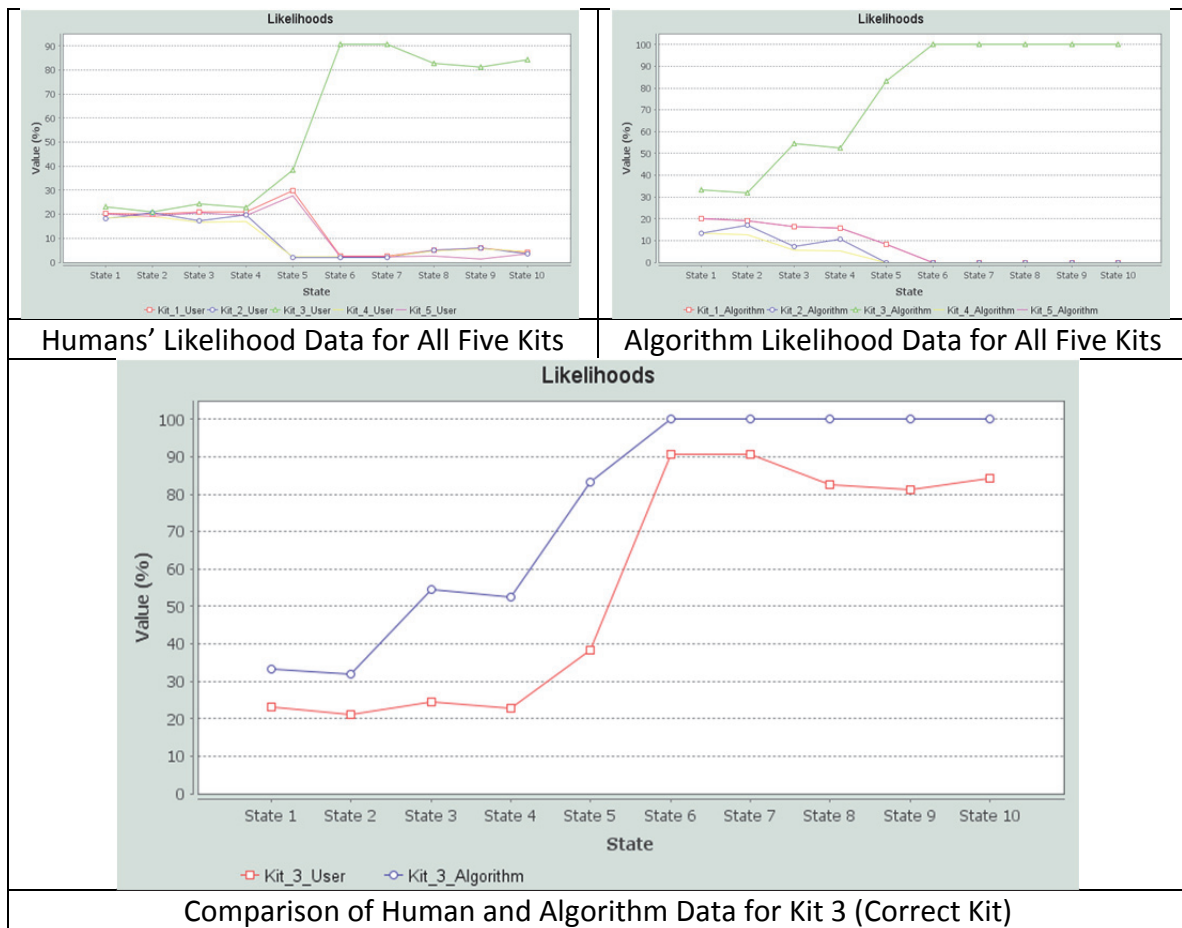 Likelihoods
Value (%)
90
80
70
60
50
40
30
20
10
0
State 1 State 2 State 3 State 4 State 5 State 6 State 7 State 8 State 9 State 10
State
Kit_1_User Kit_2_User Kit_3_User Kit_4_User Kit_5_User
Humans’ Likelihood Data for All Five Kits
Likelihoods
Value (%)
100
90
80
70
60
50
40
30
20
10
0
State 1 State 2 State 3 State 4 State 5 State 6 State 7 State 8 State 9 State 10
State
Kit_1_Algorithm Kit_2_Algorithm Kit_3_Algorithm Kit_4_Algorithm Kit_5_Algorithm
Algorithm Likelihood Data for All Five Kits
Likelihoods
Value (%)
100
90
80
70
60
50
40
30
20
10
0
State 1 State 2 State 3 State 4 State 5 State 6 State 7 State 8 State 9 State 10
State
Kit_3_User Kit_3_Algorithm
Comparison of Human and Algorithm Data for Kit 3 (Correct Kit)